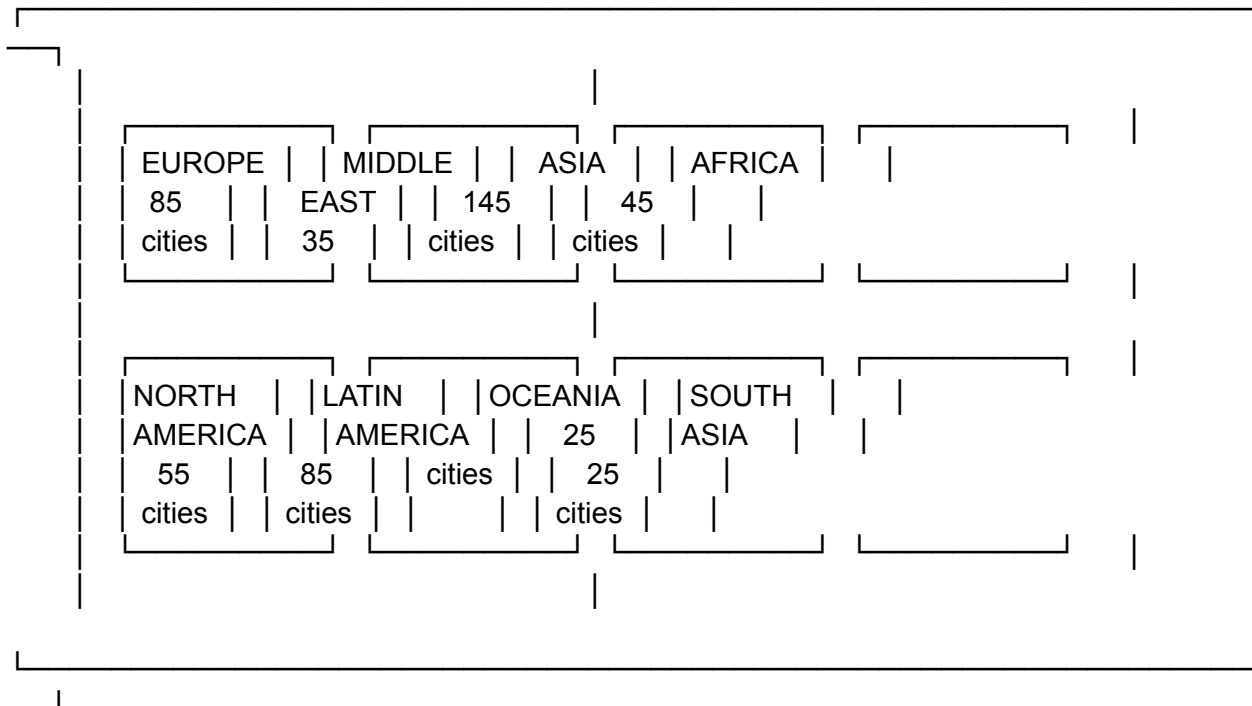 EUROPE MIDDLE ASIA AFRICA
85 EAST 145 45
cities 35 cities cities
NORTH LATIN OCEANIA SOUTH
AMERICA AMERICA 25 ASIA
55 85 cities 25
cities cities cities